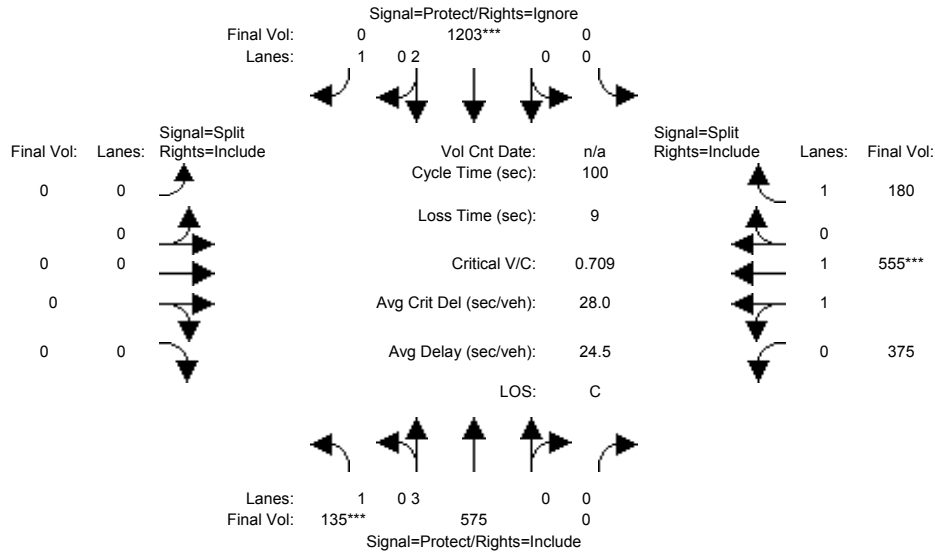 Signal=Protect/Rights=Ignore
Final Vol: 0 1203*** 0
Lanes: 1 0 2 0 0
Signal=Split
Final Vol: Lanes: Rights=Include
Vol Cnt Date: n/a
Signal=Split
Rights=Include Lanes: Final Vol:
0 0
Cycle Time (sec): 100
1 180
0
Loss Time (sec): 9
0
0 0
Critical V/C: 0.709
1 555***
0
Avg Crit Del (sec/veh): 28.0
1
0 0
Avg Delay (sec/veh): 24.5
0 375
LOS: C
Lanes: 1 0 3 0 0
Final Vol: 135*** 575 0
Signal=Protect/Rights=Include